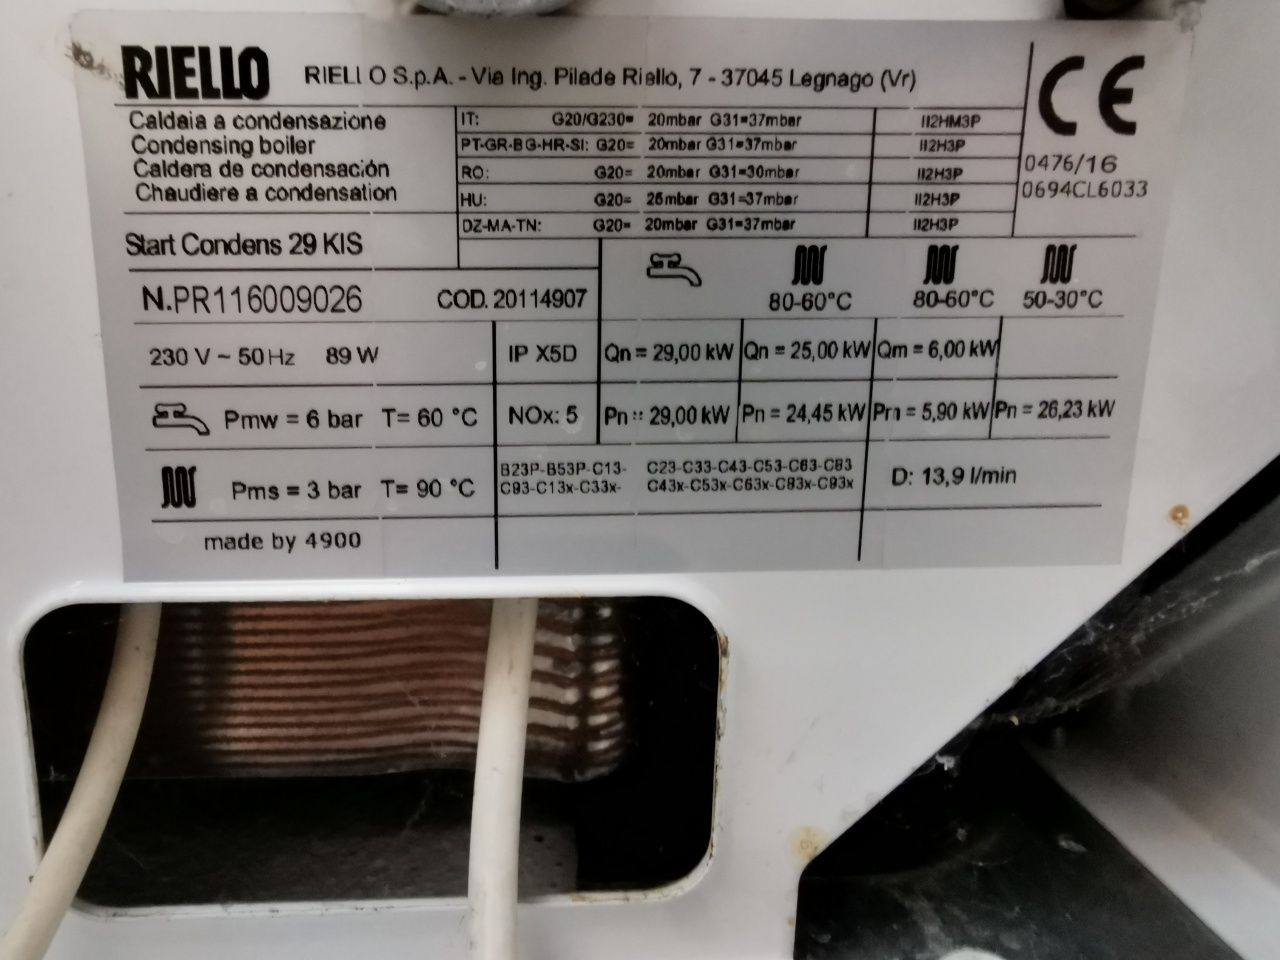 RIELLO RIELLO S.p.A. - Via Ing. Pilade Riello, 7 - 37045 Legnago (Vr)
CE
Caldaia a condensazione
Condensing boiler
Caldera de condensación
Chaudiere a condensation
IT: G20/G230= 20mbar G31=37mbar II2HM3P
PT-GR-BG-HR-SI: G20= 20mbar G31=37mbar II2H3P
RO: G20= 20mbar G31=30mbar II2H3P
HU: G20= 25mbar G31=37mbar II2H3P
DZ-MA-TN: G20= 20mbar G31=37mbar II2H3P
0476/16
0694CL6033
Start Condens 29 KIS
N.PR116009026 COD. 20114907
80-60°C 80-60°C 50-30°C
230 V ~ 50 Hz 89 W IP X5D Qn = 29,00 kW Qn = 25,00 kW Qm = 6,00 kW
Pmw = 6 bar T= 60 °C NOx: 5 Pn = 29,00 kW Pn = 24,45 kW Pm = 5,90 kW Pn = 26,23 kW
Pms = 3 bar T= 90 °C
B23P-B53P-C13- C23-C33-C43-C53-C63-C83
C93-C13x-C33x- C43x-C53x-C63x-C83x-C93x
D: 13,9 l/min
made by 4900